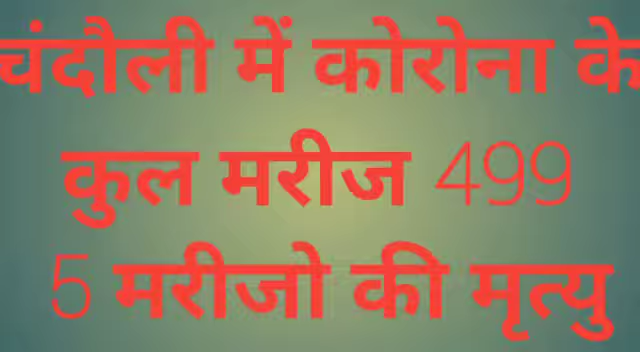 चंदौली में कोरोना के
कुल मरीज 499
5 मरीजो की मृत्यु